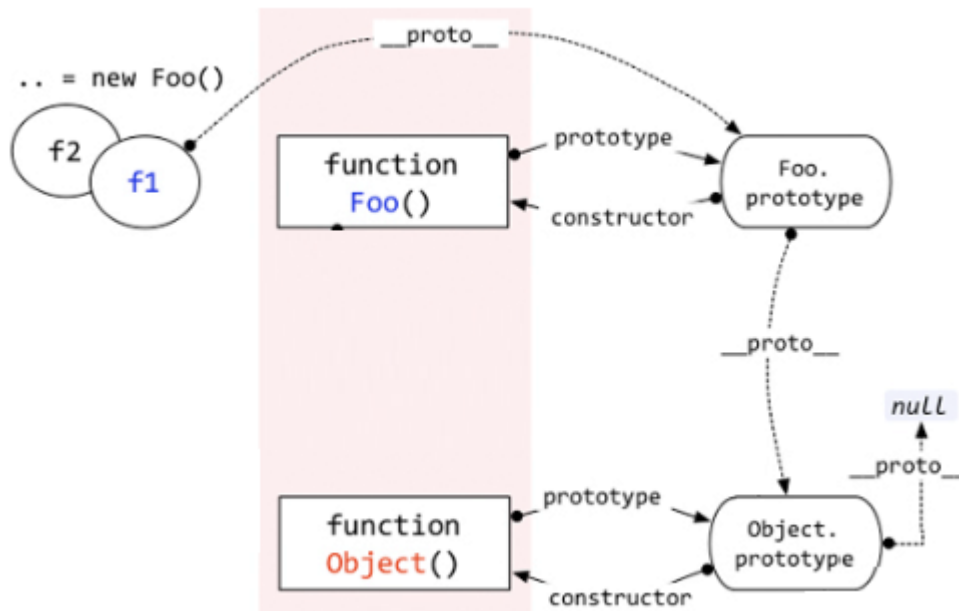 __proto__
.. = new Foo()
f2
f1
function
Foo()
prototype
constructor
Foo.
prototype
__proto__
null
__proto__
function
Object()
prototype
constructor
Object.
prototype